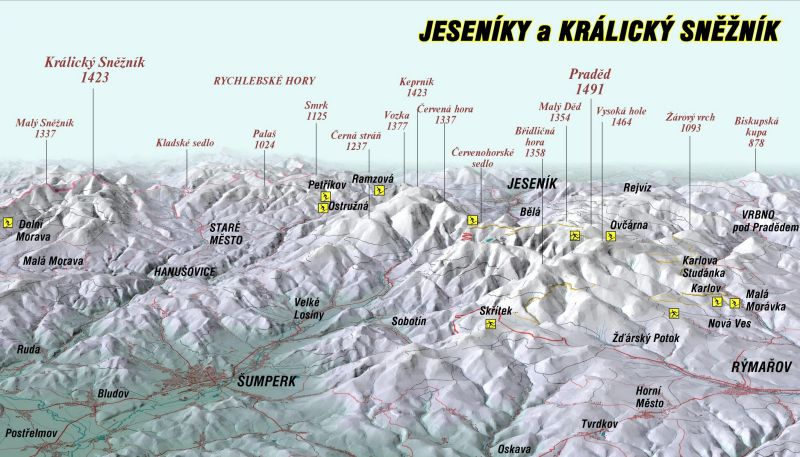 JESENÍKY a KRÁLICKÝ SNĚŽNÍK
Králický Sněžník
1423
RYCHLEBSKÉ HORY
Keprník
1423
Praděd
1491
Malý Sněžník
1337
Kladské sedlo
Palaš
1024
Smrk
1125
Černá stráň
1237
Vozka
1377
Červená hora
1337
Červenohorské
sedlo
Břidličná
hora
1358
Malý Děd
1354
Vysoká hole
1464
Žárový vrch
1093
Biskupská
kupa
878
Petříkov
Ramzová
Ostružná
JESENÍK
Rejvíz
Bělá
Ovčárna
VRBNO
pod Pradědem
Delní
Morava
STARÉ
MĚSTO
Malá Morava
HANUŠOVICE
Karlova
Studánka
Karlov
Malá
Morávka
Nová Ves
Velké
Losiny
Sobotín
Skřítek
Žďárský Potok
Ruda
Bludov
ŠUMPERK
RÝMAŘOV
Horní
Město
Tvrdkov
Postřelmov
Oskava